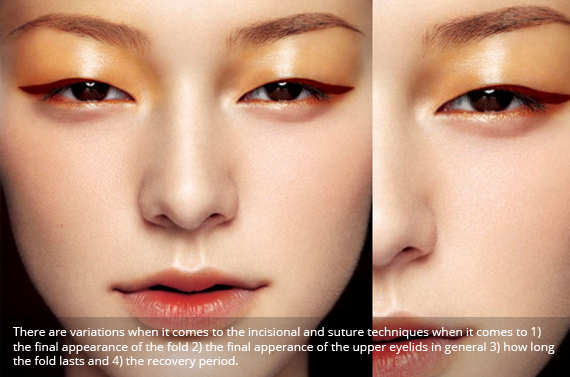 There are variations when it comes to the incisional and suture techniques when it comes to 1)
the final appearance of the fold 2) the final apperance of the upper eyelids in general 3) how long
the fold lasts and 4) the recovery period.